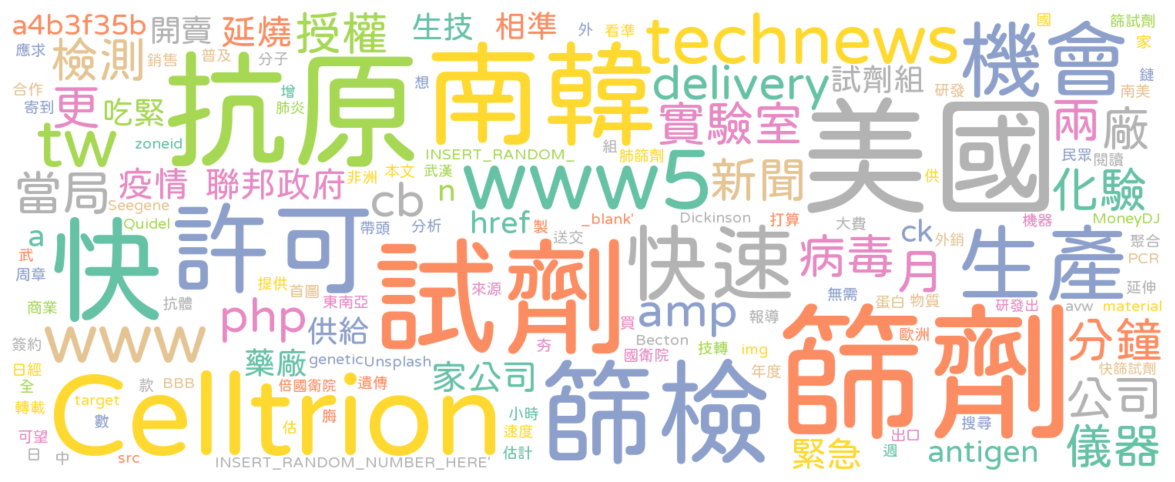 a4b3f35b 開賣 延燒 授權 生技 相準 外 看準 technews 機會 國 篩試劑
應求 檢測 銷售 普及 分子 抗原 南韓 delivery 試劑組 家
合作 更 吃緊 增 想 實驗室 美國 研發 兩 廠 鏈 南美
寄到 肺炎 tw zoneid INSERT_RANDOM_ 組 肺篩劑 民眾 閱讀
當局 疫情 聯邦政府 非洲 本文 武漢 n www5 新聞 供 化驗
Seegene cb href _blank' Dickinson 打算 機器 MoneyDJ
a Quidel 帶頭 分析 製 大費 ck 外銷 聚合
武 快 許可 送交 快速 病毒 月 生產 PCR
周章 提供 首圖 東南亞 試劑 來源 無需 蛋白 物質 延伸
商業 抗體 php 供給 買 amp 報導 篩劑 研發出 avw material
簽約 www 藥廠 genetic Unsplash 夯 Becton 技轉 img 歐洲 分鐘
日經 款 BBB 倍國衛院 遺傳 家公司 國衛院 年度 快篩試劑
全 target Celltrion 篩檢 公司
轉載 數 估 脢 小時 速度 出口 搜尋
可望 估計 緊急 週 antigen 儀器
日 中 src INSERT_RANDOM_NUMBER_HERE'